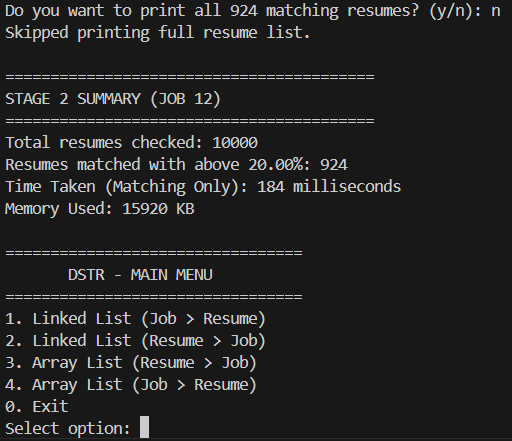 Do you want to print all 924 matching resumes? (y/n): n
Skipped printing full resume list.
=========================================
STAGE 2 SUMMARY (JOB 12)
=========================================
Total resumes checked: 10000
Resumes matched with above 20.00%: 924
Time Taken (Matching Only): 184 milliseconds
Memory Used: 15920 KB
=================================
DSTR - MAIN MENU
=================================
1. Linked List (Job > Resume)
2. Linked List (Resume > Job)
3. Array List (Resume > Job)
4. Array List (Job > Resume)
0. Exit
Select option: